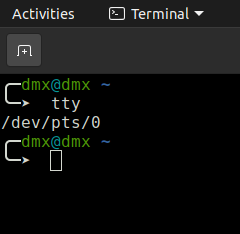 Activities Terminal
dmx@dmx ~
➤ tty
/dev/pts/0
dmx@dmx ~
➤